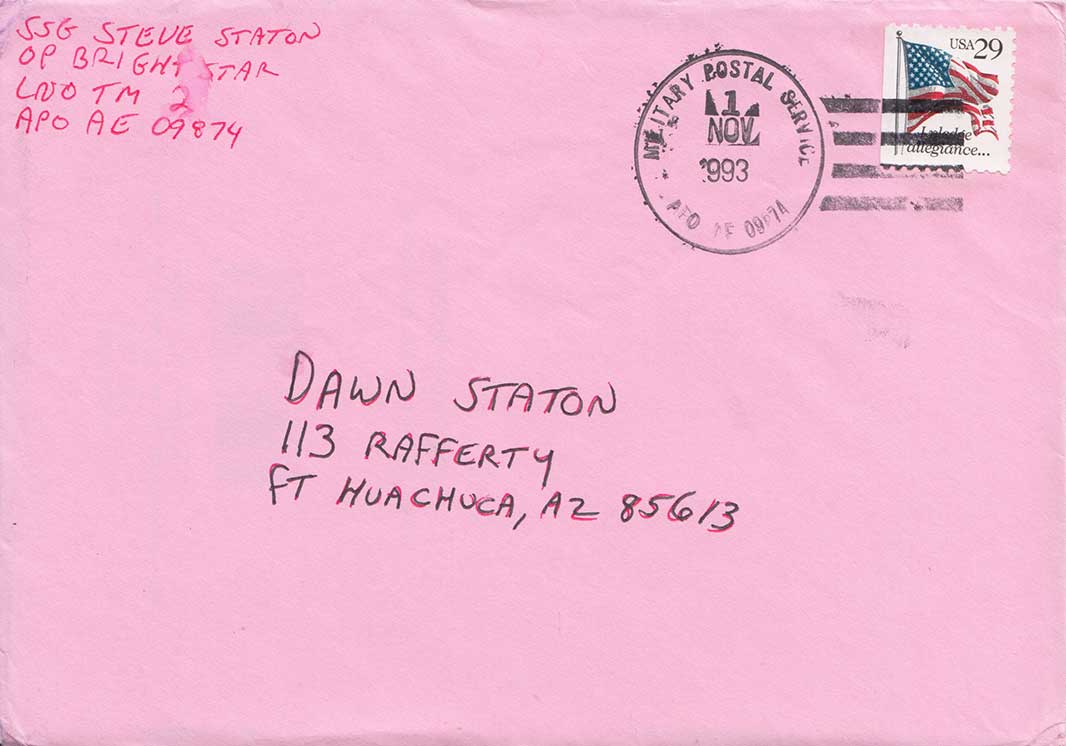 SSG STEVE STATON
OP BRIGHT STAR
LNO TM 2
APO AE 09874
USA 29
I pledge
allegiance...
MILITARY POSTAL SERVICE
1
NOV
1993
APO AE 09874
DAWN STATON
113 RAFFERTY
FT HUACHUCA, AZ 85613